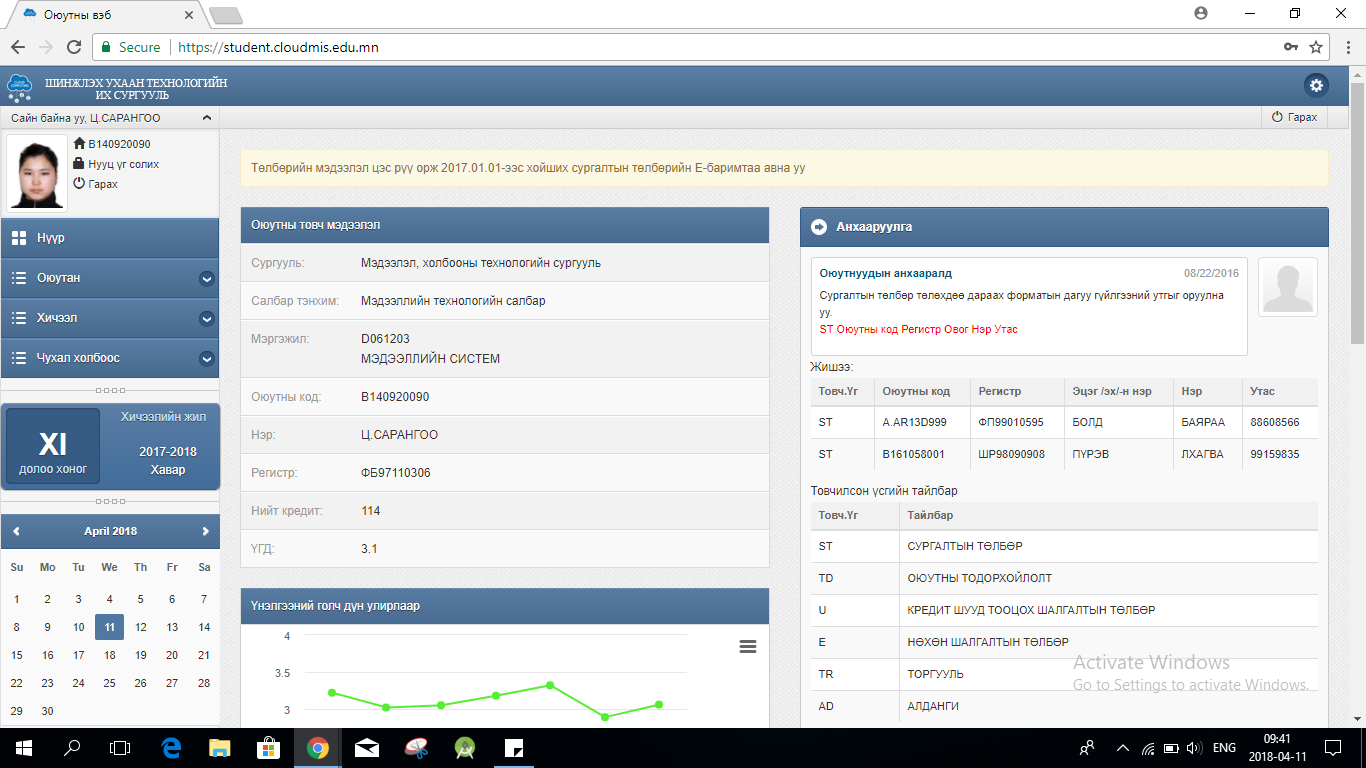 Оюутны вэб
Secure
https://student.cloudmis.edu.mn
ШИНЖЛЭХ УХААН ТЕХНОЛОГИЙН
ИХ СУРГУУЛЬ
Сайн байна уу, Ц.САРАНГОО
Гарах
B140920090
Нууц үг солих
Гарах
Нүүр
Оюутан
Хичээл
Чухал холбоос
XI
долоо хоног
Хичээлийн жил
2017-2018
Хавар
April 2018
Su Mo Tu We Th Fr Sa
1 2 3 4 5 6 7
8 9 10 11 12 13 14
15 16 17 18 19 20 21
22 23 24 25 26 27 28
29 30
Төлбөрийн мэдээлэл цэс рүү орж 2017.01.01-ээс хойших сургалтын төлбөрийн Е-баримтаа авна уу
Оюутны товч мэдээлэл
Сургууль: Мэдээлэл, холбооны технологийн сургууль
Салбар тэнхим: Мэдээллийн технологийн салбар
Мэргэжил: D061203
МЭДЭЭЛЛИЙН СИСТЕМ
Оюутны код: B140920090
Нэр: Ц.САРАНГОО
Регистр: ФБ97110306
Нийт кредит: 114
ҮГД: 3.1
Үнэлгээний голч дүн улирлаар
4
3.5
3
Анхааруулга
Оюутнуудын анхааралд 08/22/2016
Сургалтын төлбөр төлөхдөө дараах форматын дагуу гүйлгээний утгыг оруулна
уу.
ST Оюутны код Регистр Овог Нэр Утас
Жишээ:
Товч.Үг Оюутны код Регистр Эцэг /эх/-н нэр Нэр Утас
ST A.AR13D999 ФП99010595 БОЛД БАЯРАА 88608566
ST B161058001 ШР98090908 ПҮРЭВ ЛХАГВА 99159835
Товчилсон үсгийн тайлбар
Товч.Үг Тайлбар
ST СУРГАЛТЫН ТӨЛБӨР
TD ОЮУТНЫ ТОДОРХОЙЛОЛТ
U КРЕДИТ ШУУД ТООЦОХ ШАЛГАЛТЫН ТӨЛБӨР
E НӨХӨН ШАЛГАЛТЫН ТӨЛБӨР
TR ТОРГУУЛЬ
AD АЛДАНГИ
Activate Windows
Go to Settings to activate Windows.
ENG
09:41
2018-04-11